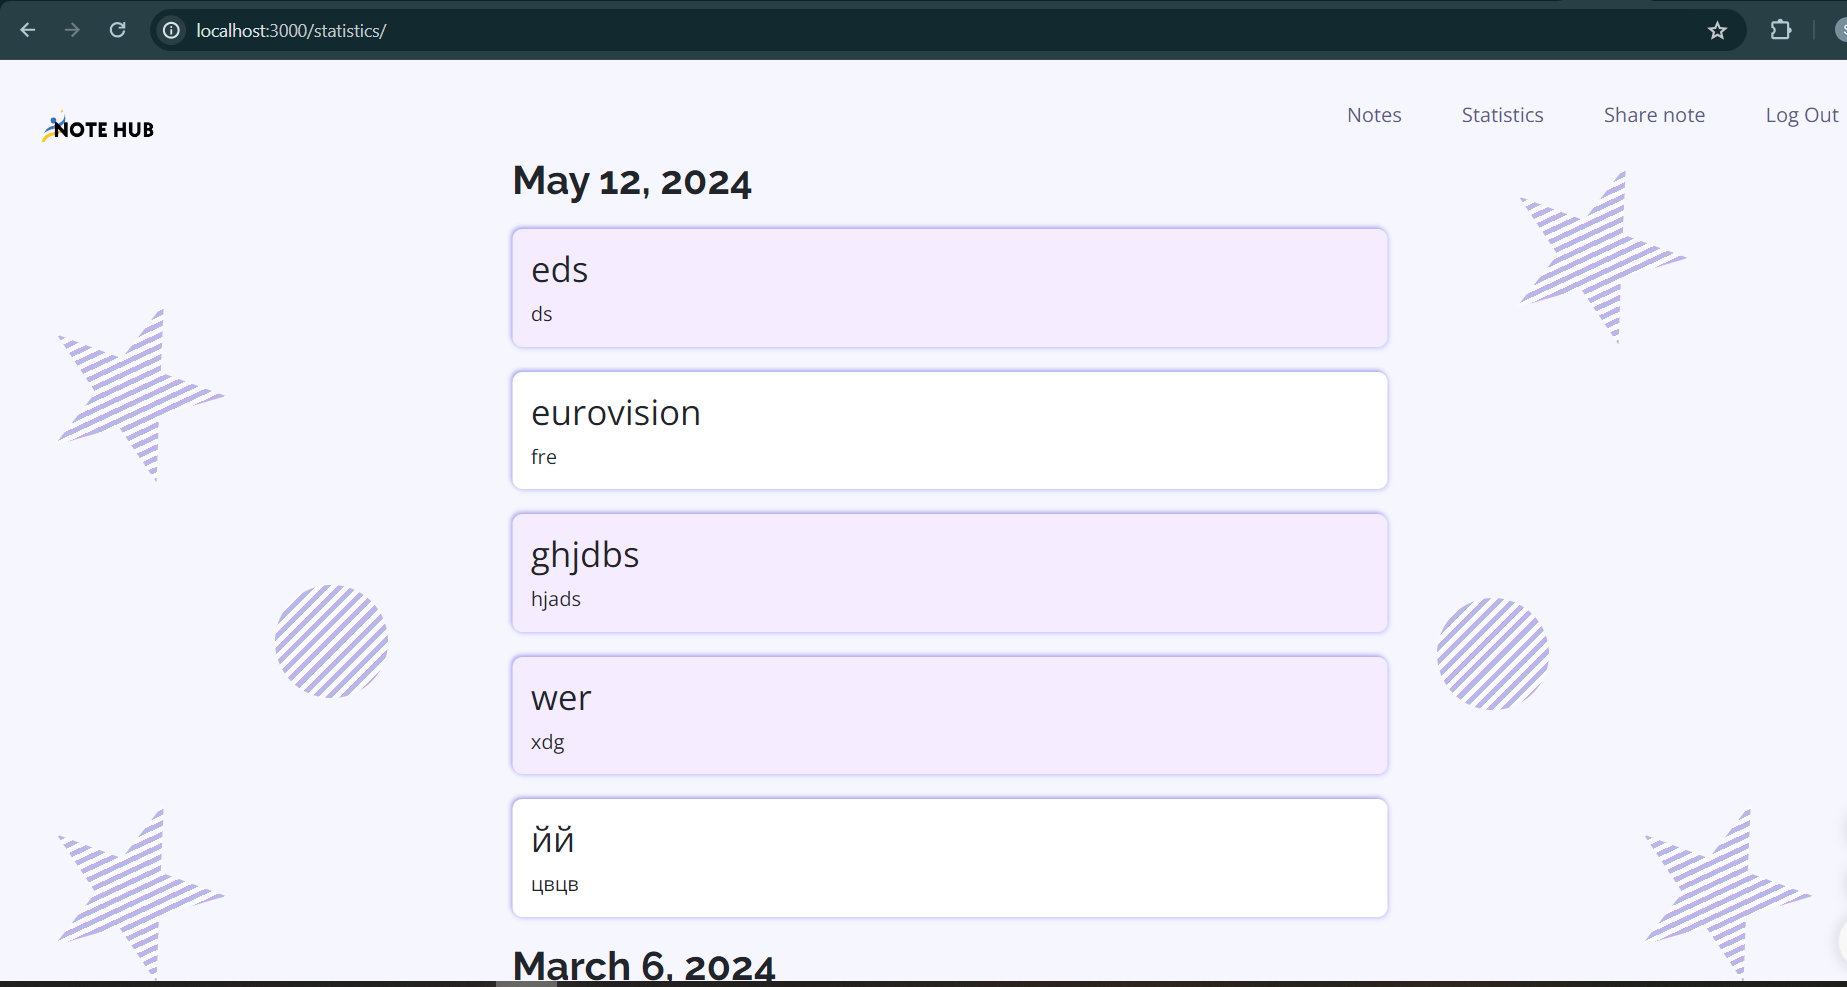 localhost:3000/statistics/
NOTE HUB
Notes
Statistics
Share note
Log Out
May 12, 2024
eds
ds
eurovision
fre
ghjdbs
hjads
wer
xdg
йй
цвцв
March 6, 2024